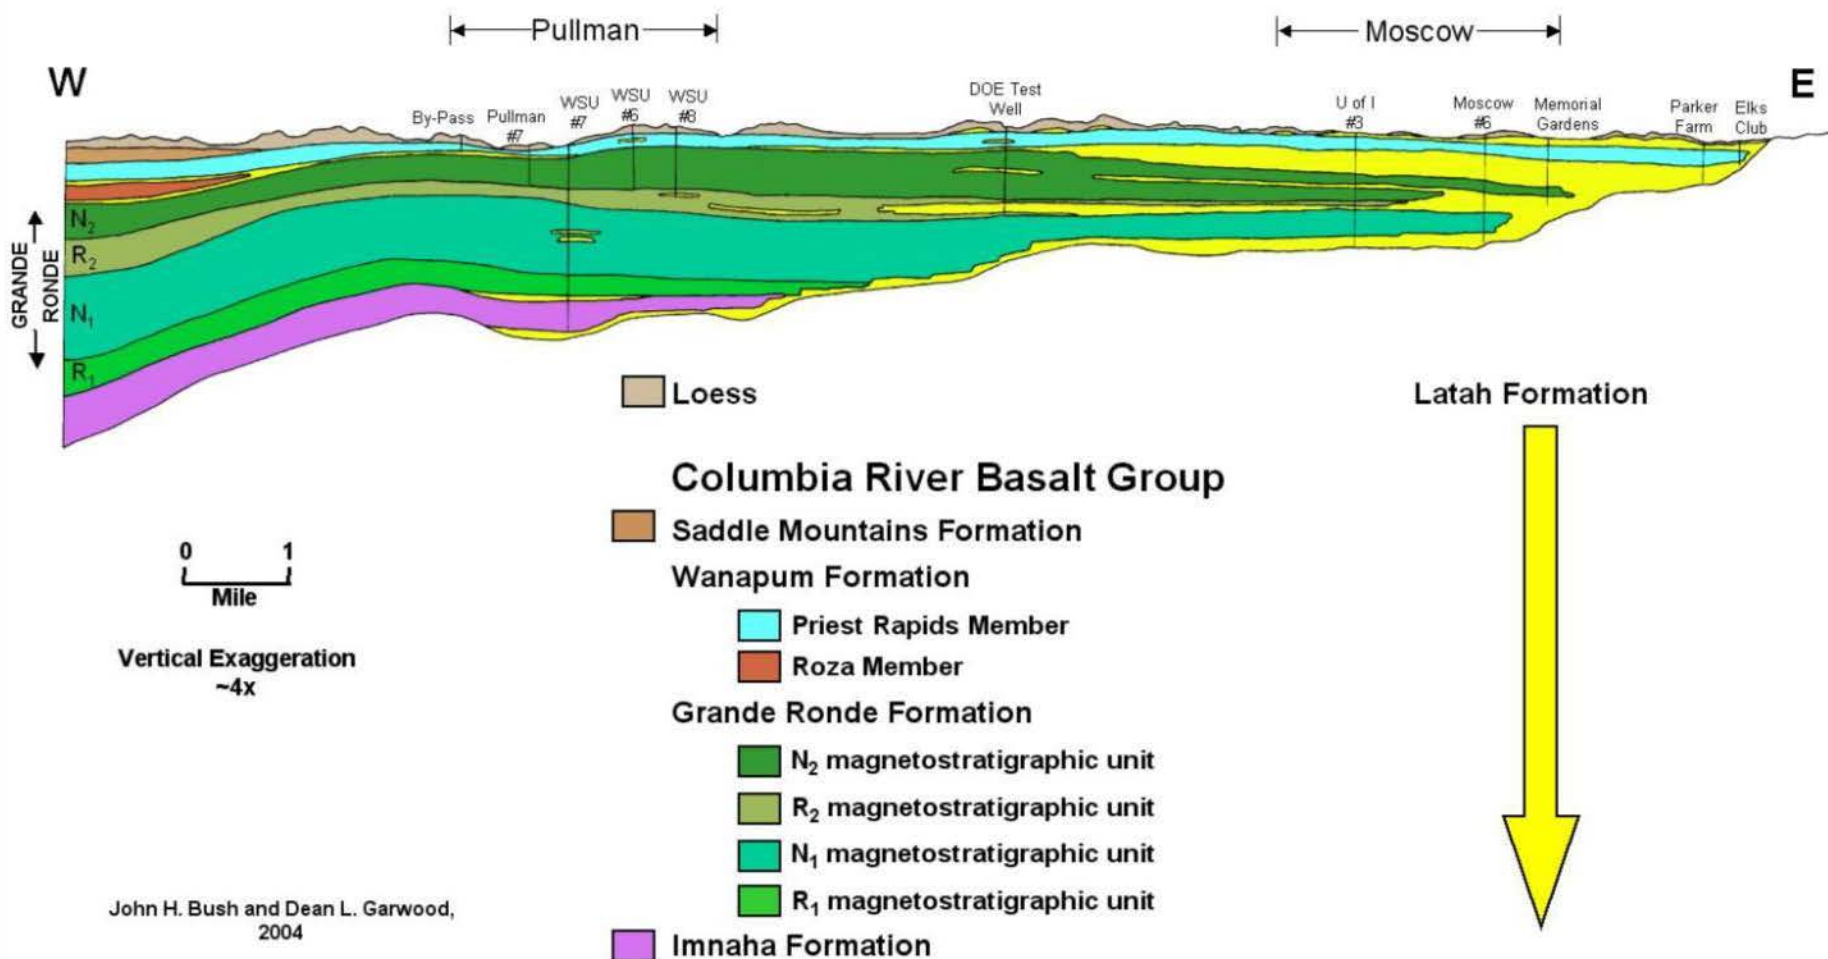 Pullman
Moscow
W
E
By-Pass
Pullman
#7
WSU
#7
WSU
#6
WSU
#8
DOE Test
Well
U of I
#3
Moscow
#6
Memorial
Gardens
Parker
Farm
Elks
Club
GRANDE
RONDE
N2
R2
N1
R1
Loess
Latah Formation
Columbia River Basalt Group
Saddle Mountains Formation
Wanapum Formation
Priest Rapids Member
Roza Member
Grande Ronde Formation
N2 magnetostratigraphic unit
R2 magnetostratigraphic unit
N1 magnetostratigraphic unit
R1 magnetostratigraphic unit
Imnaha Formation
0 1
Mile
Vertical Exaggeration
~4x
John H. Bush and Dean L. Garwood,
2004